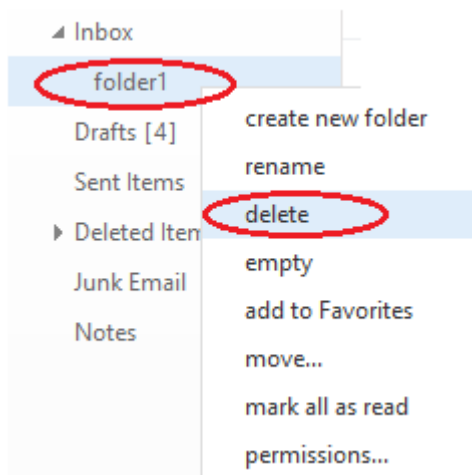 Inbox
folder1
Drafts [4]
Sent Items
Deleted Iten
Junk Email
Notes
create new folder
rename
delete
empty
add to Favorites
move...
mark all as read
permissions...